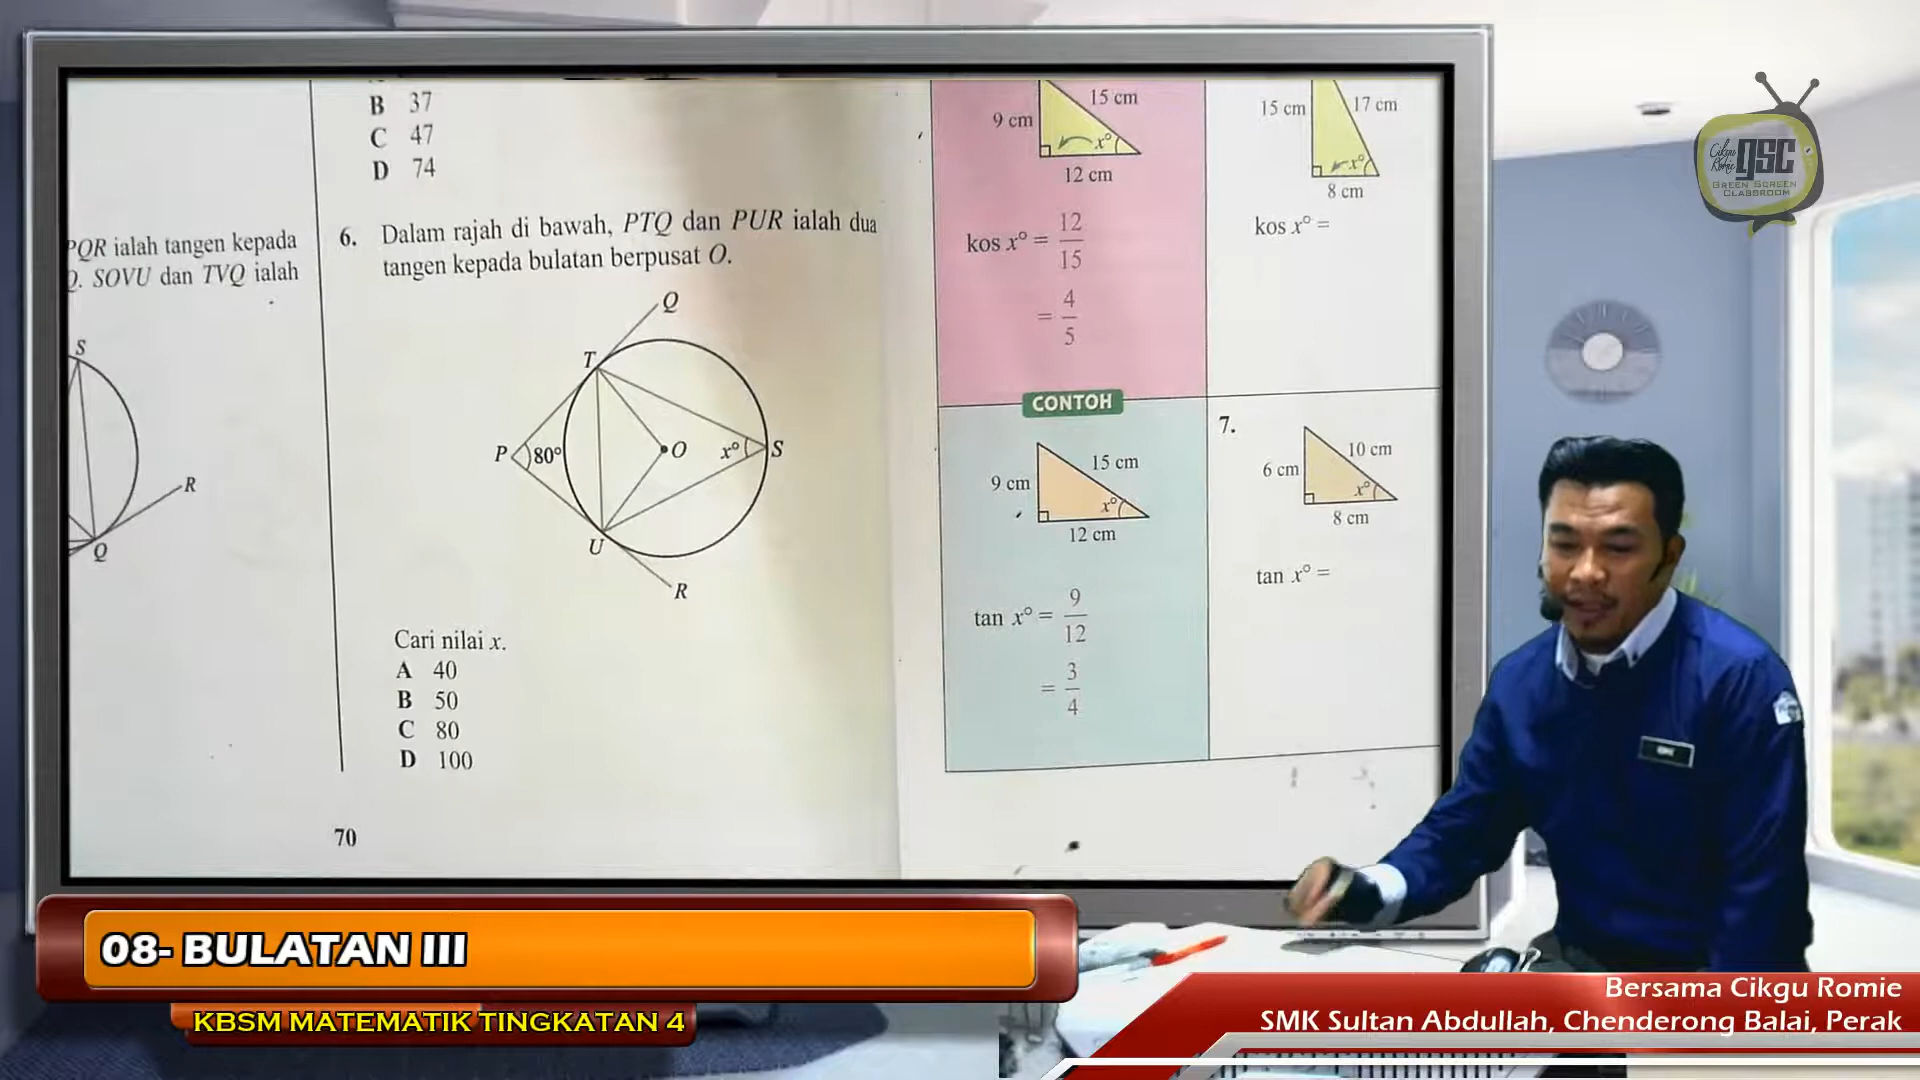 B 37
C 47
D 74
PQR ialah tangen kepada
Q. SOVU dan TVQ ialah
S
R
Q
6. Dalam rajah di bawah, PTQ dan PUR ialah dua
tangen kepada bulatan berpusat O.
Q
T
P 80° O x° S
U
R
Cari nilai x.
A 40
B 50
C 80
D 100
70
15 cm
9 cm
x°
12 cm
kos x° = 12/15
= 4/5
15 cm 17 cm
x°
8 cm
kos x° =
CONTOH
15 cm
9 cm
x°
12 cm
tan x° = 9/12
= 3/4
7.
10 cm
6 cm
x°
8 cm
tan x° =
Cikgu
Romie
gsc
GREEN SCREEN
CLASSROOM
08- BULATAN III
KBSM MATEMATIK TINGKATAN 4
Bersama Cikgu Romie
SMK Sultan Abdullah, Chenderong Balai, Perak